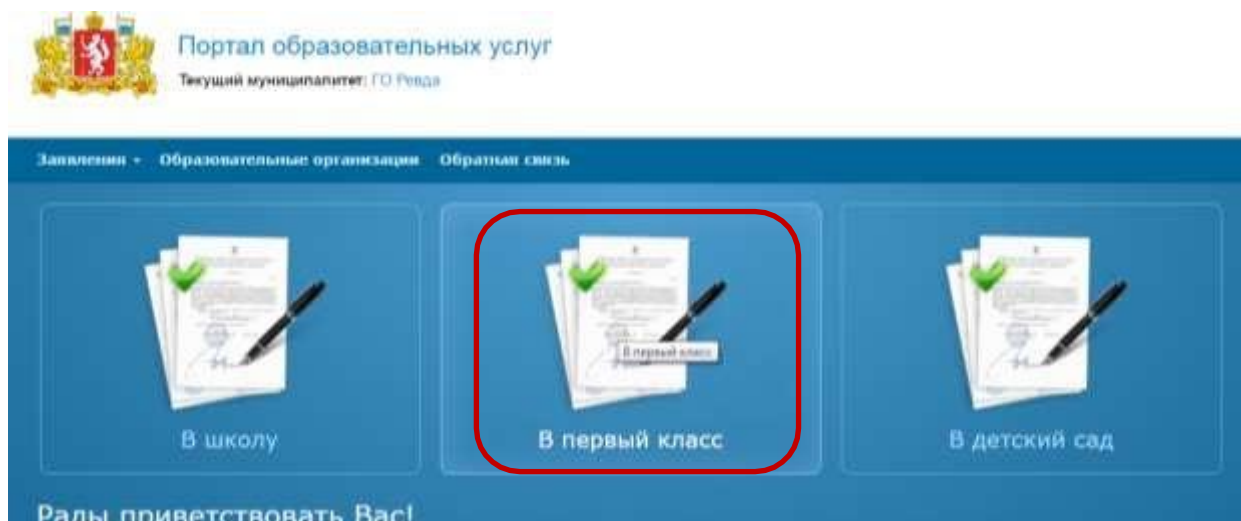 Портал образовательных услуг
Текущий муниципалитет: ГО Ревда
Заявления Образовательные организации Обратная связь
В первый класс
В школу В первый класс В детский сад
Рады приветствовать Вас!